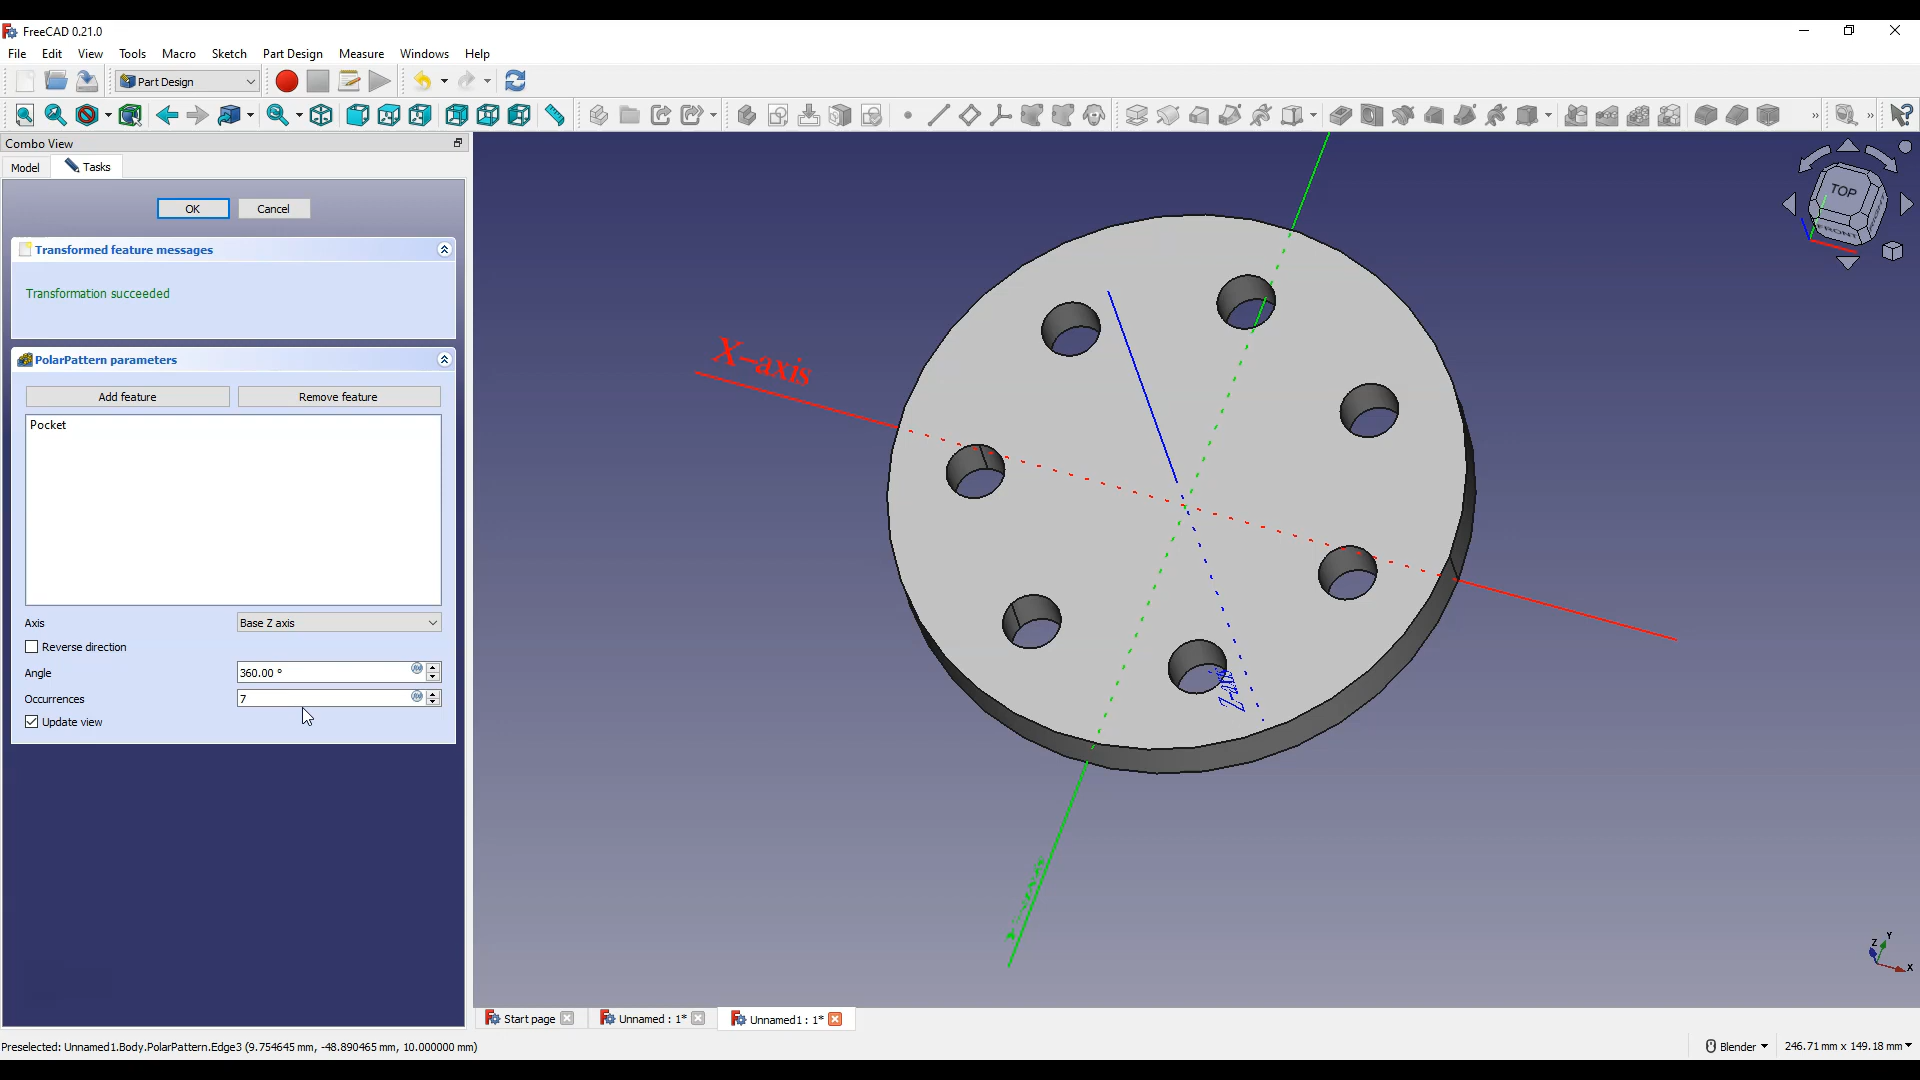 FreeCAD 0.21.0
File Edit View Tools Macro Sketch Part Design Measure Windows Help
Part Design
Combo View
Model Tasks
OK Cancel
Transformed feature messages
Transformation succeeded
PolarPattern parameters
Add feature Remove feature
Pocket
Axis Base Z axis
Reverse direction
Angle 360.00 °
Occurrences 7
Update view
X-axis
TOP
FRONT
Z
Y
X
Start page Unnamed : 1* Unnamed1 : 1*
Preselected: Unnamed1.Body.PolarPattern.Edge3 (9.754645 mm, -48.890465 mm, 10.000000 mm)
Blender 246.71 mm x 149.18 mm